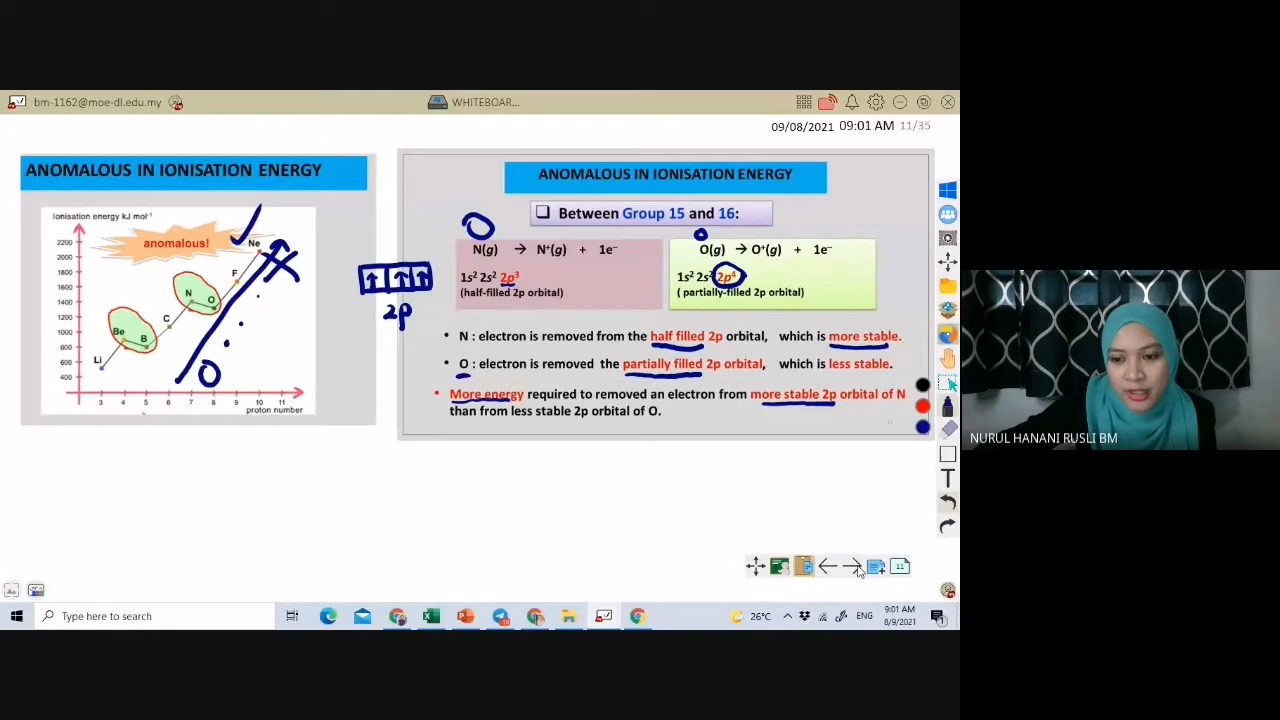 bm-1162@moe-dl.edu.my
WHITEBOAR...
09/08/2021 09:01 AM 11/35
ANOMALOUS IN IONISATION ENERGY
Ionisation energy kJ mol⁻¹
2200
2000
1800
1600
1400
1200
1000
800
600
400
anomalous!
Ne
F
N
O
C
Be
B
Li
3 4 5 6 7 8 9 10 11
proton number
2p
ANOMALOUS IN IONISATION ENERGY
❑ Between Group 15 and 16:
N(g) → N⁺(g) + 1e⁻
1s² 2s² 2p³
(half-filled 2p orbital)
O(g) → O⁺(g) + 1e⁻
1s² 2s² 2p⁴
( partially-filled 2p orbital)
• N : electron is removed from the half filled 2p orbital, which is more stable.
• O : electron is removed the partially filled 2p orbital, which is less stable.
• More energy required to removed an electron from more stable 2p orbital of N
than from less stable 2p orbital of O.
T
11
NURUL HANANI RUSLI BM
Type here to search
26°C
ENG
9:01 AM
8/9/2021